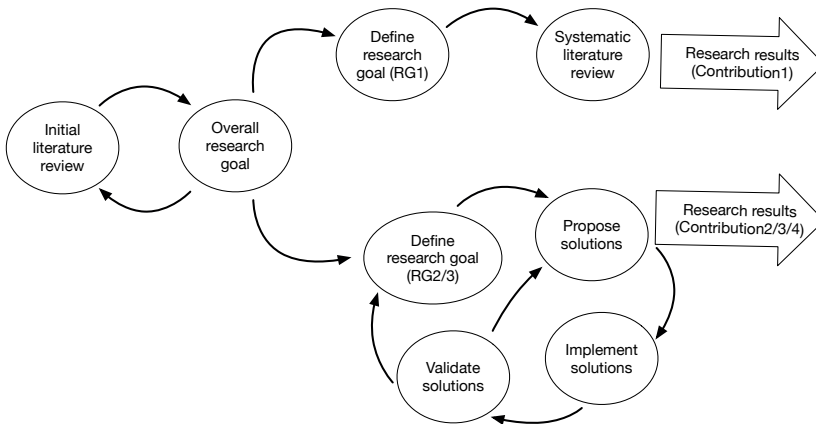 Define
research
goal (RG1)
Systematic
literature
review
Research results
(Contribution1)
Initial
literature
review
Overall
research
goal
Define
research goal
(RG2/3)
Propose
solutions
Research results
(Contribution2/3/4)
Validate
solutions
Implement
solutions